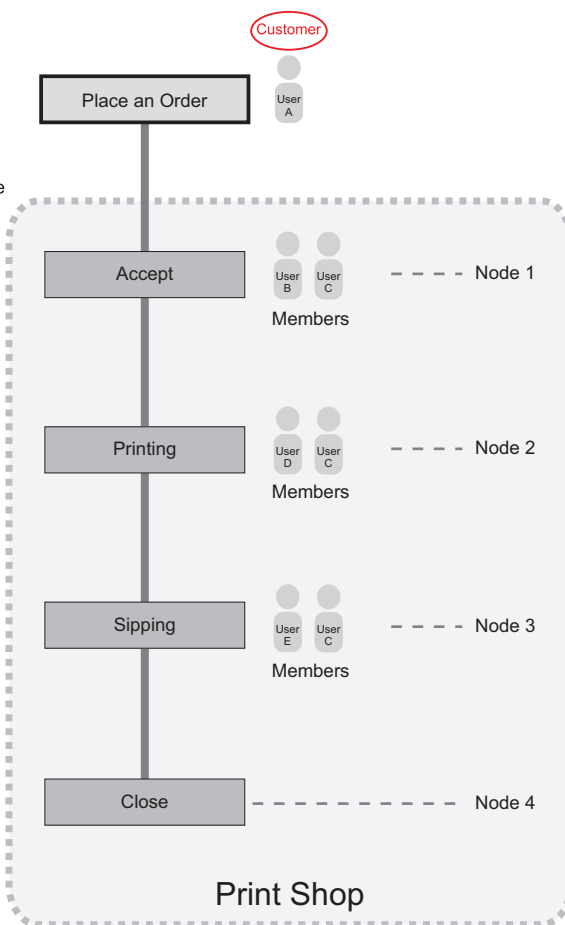 Customer
Place an Order
User
A
e
Accept
User
B
User
C
Node 1
Members
Printing
User
D
User
C
Node 2
Members
Sipping
User
E
User
C
Node 3
Members
Close
Node 4
Print Shop